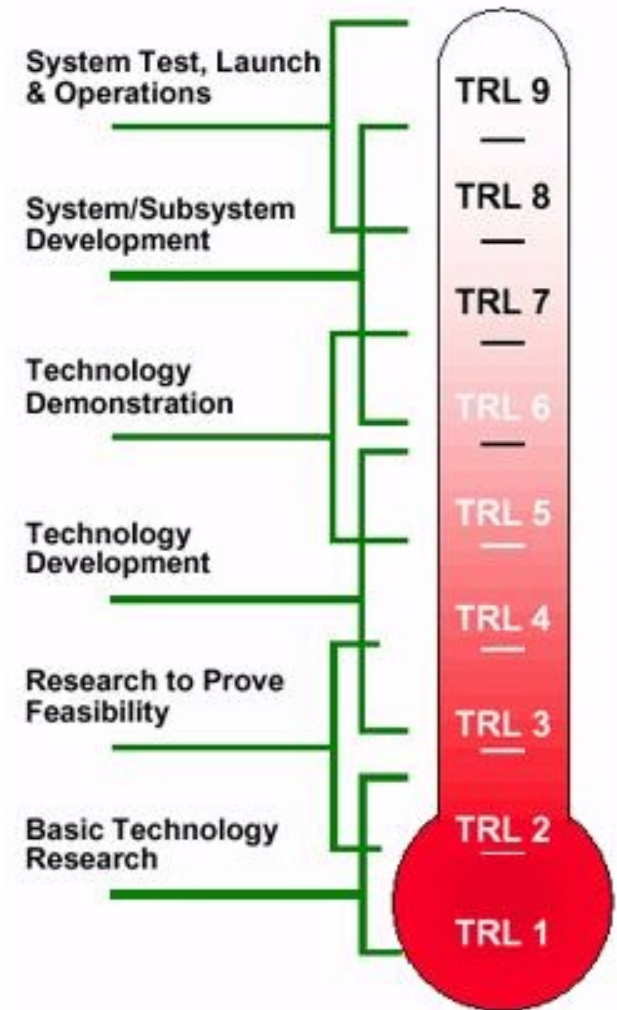 System Test, Launch
& Operations
System/Subsystem
Development
Technology
Demonstration
Technology
Development
Research to Prove
Feasibility
Basic Technology
Research
TRL 9
TRL 8
TRL 7
TRL 6
TRL 5
TRL 4
TRL 3
TRL 2
TRL 1